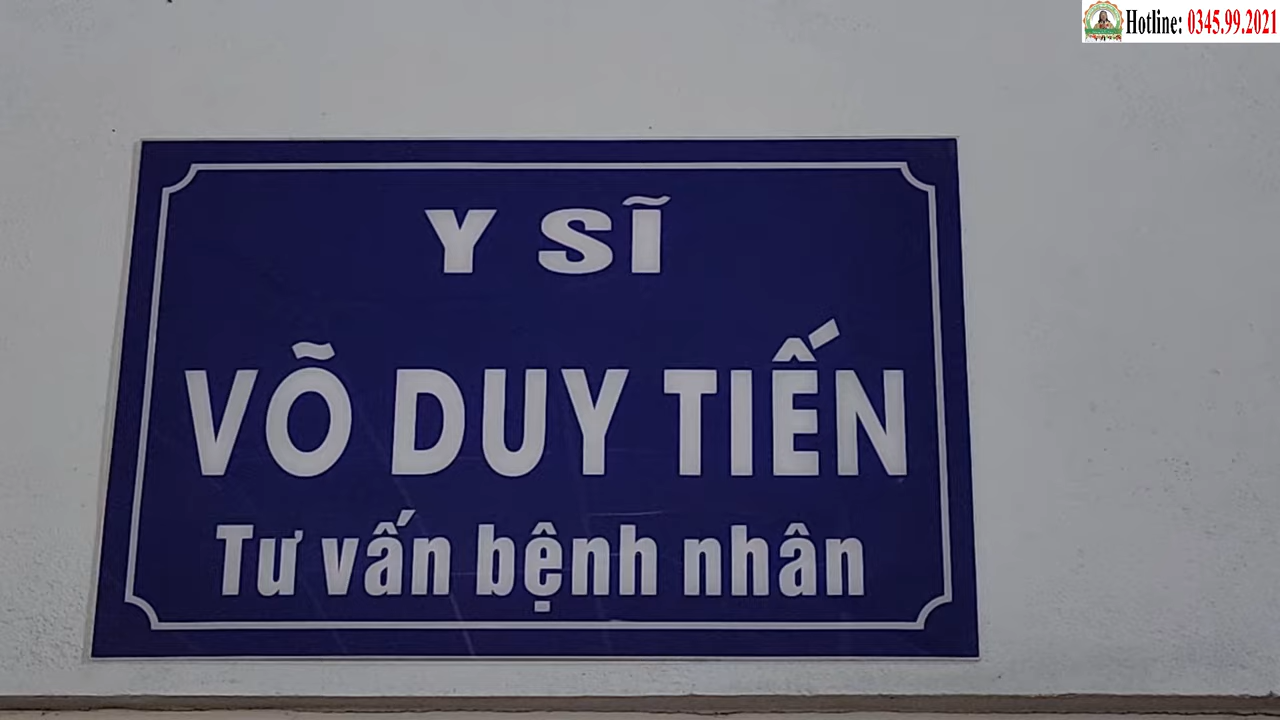 Hotline: 0345.99.2021
Y SĨ
VÕ DUY TIẾN
Tư vấn bệnh nhân